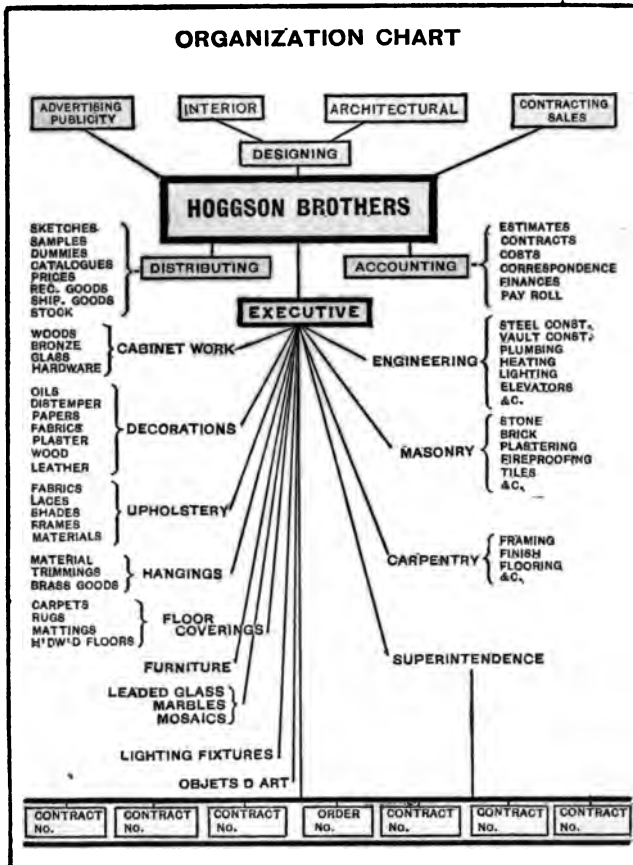 ORGANIZATION CHART
ADVERTISING
PUBLICITY
INTERIOR
ARCHITECTURAL
CONTRACTING
SALES
DESIGNING
HOGGSON BROTHERS
SKETCHES
SAMPLES
DUMMIES
CATALOGUES
PRICES
REC. GOODS
SHIP. GOODS
STOCK
DISTRIBUTING
ACCOUNTING
ESTIMATES
CONTRACTS
COSTS
CORRESPONDENCE
FINANCES
PAY ROLL
EXECUTIVE
WOODS
BRONZE
GLASS
HARDWARE
CABINET WORK
ENGINEERING
STEEL CONST.
VAULT CONST.
PLUMBING
HEATING
LIGHTING
ELEVATORS
&C.
OILS
DISTEMPER
PAPERS
FABRICS
PLASTER
WOOD
LEATHER
DECORATIONS
MASONRY
STONE
BRICK
PLASTERING
FIREPROOFING
TILES
&C.
FABRICS
LACES
SHADES
FRAMES
MATERIALS
UPHOLSTERY
CARPENTRY
FRAMING
FINISH
FLOORING
&C.
MATERIAL
TRIMMINGS
BRASS GOODS
HANGINGS
CARPETS
RUGS
MATTINGS
H'DW'D FLOORS
FLOOR
COVERINGS
SUPERINTENDENCE
FURNITURE
LEADED GLASS
MARBLES
MOSAICS
LIGHTING FIXTURES
OBJETS D ART
CONTRACT
No.
CONTRACT
No.
CONTRACT
No.
ORDER
No.
CONTRACT
No.
CONTRACT
No.
CONTRACT
No.